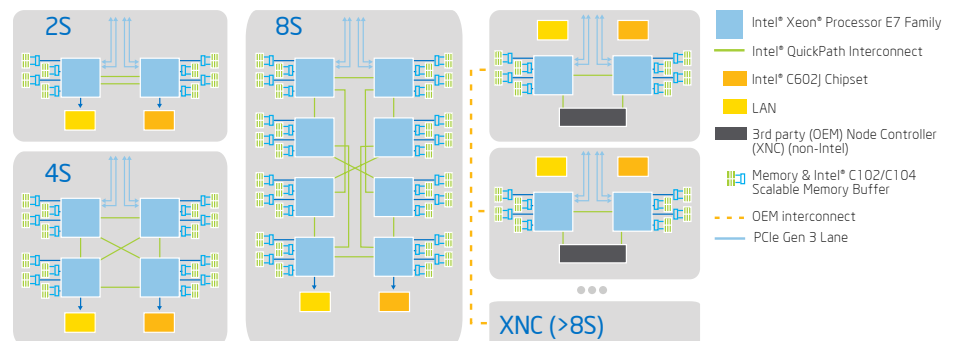 2S
4S
8S
XNC (>8S)
Intel® Xeon® Processor E7 Family
Intel® QuickPath Interconnect
Intel® C602J Chipset
LAN
3rd party (OEM) Node Controller
(XNC) (non-Intel)
Memory & Intel® C102/C104
Scalable Memory Buffer
OEM interconnect
PCIe Gen 3 Lane